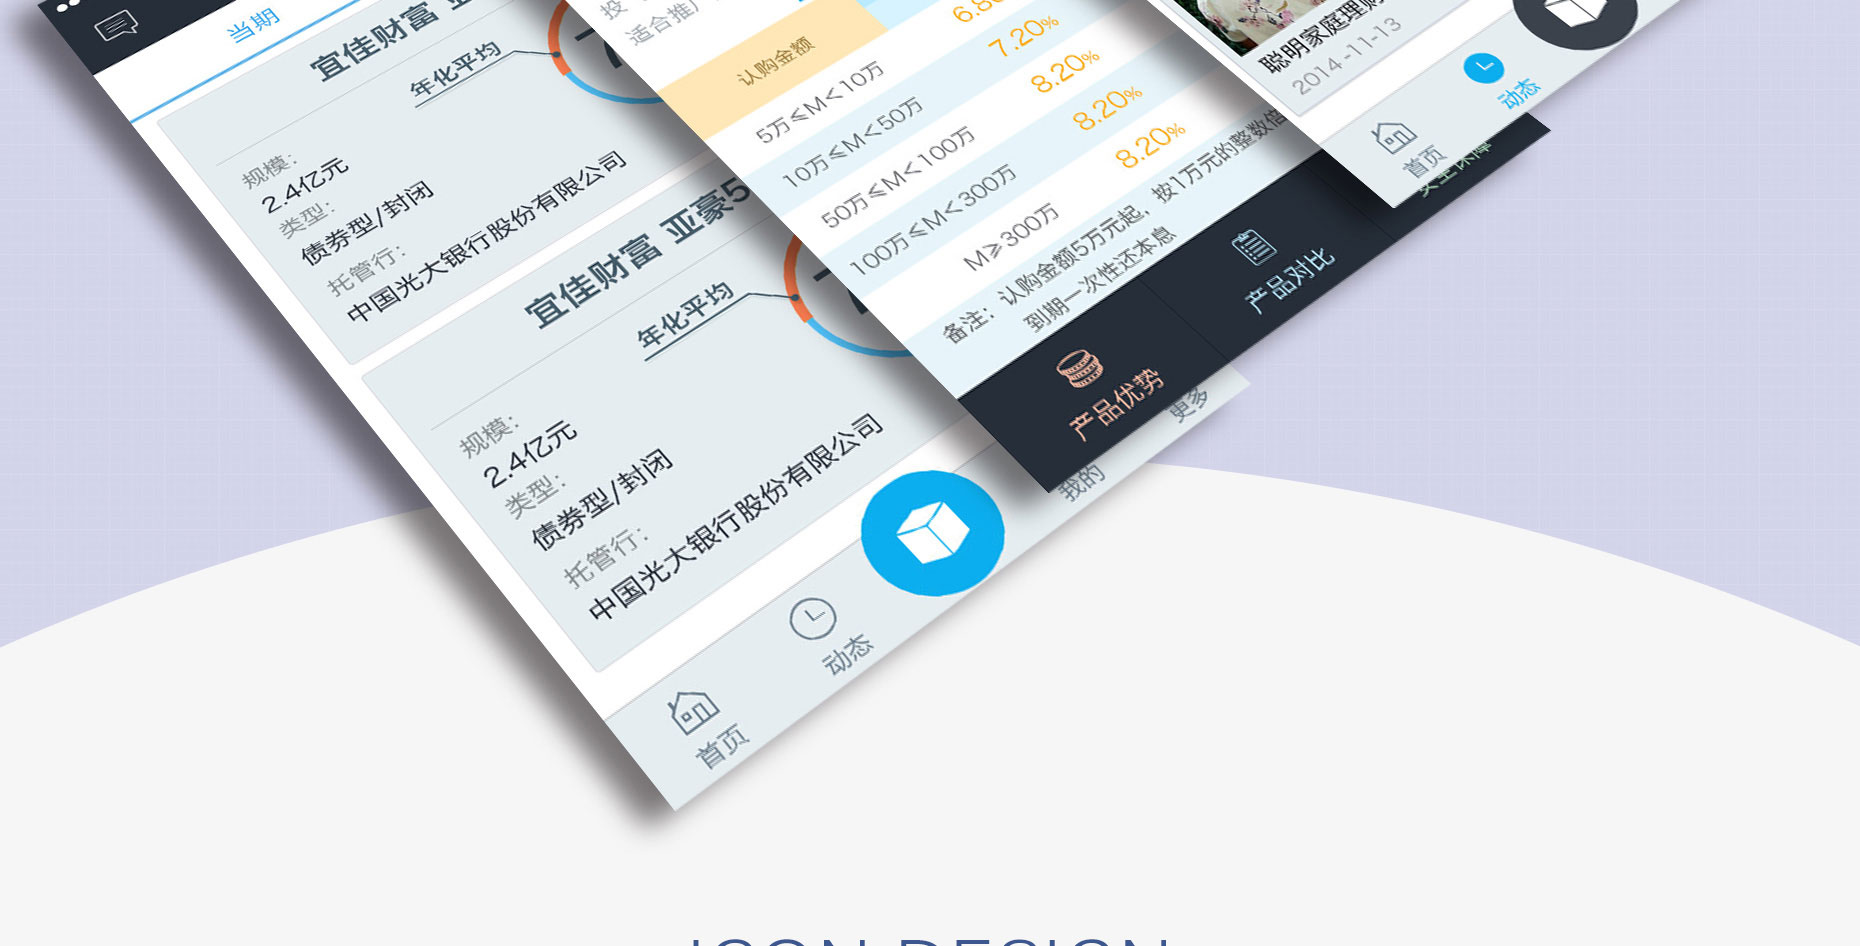 当期
宜佳财富
年化平均
规模：
2.4亿元
类型：
债券型/封闭
托管行：
中国光大银行股份有限公司
宜佳财富 亚豪5
年化平均
规模：
2.4亿元
类型：
债券型/封闭
托管行：
中国光大银行股份有限公司
首页
动态
我的
更多
投
适合推广
认购金额
5万≤M<10万
7.20%
10万≤M<50万
8.20%
50万≤M<100万
8.20%
100万≤M<300万
8.20%
M≥300万
备注：认购金额5万元起，按1万元的整数倍
到期一次性还本息
产品优势
产品对比
安全保障
聪明家庭理财
2014-11-13
首页
动态
ICON DESIGN